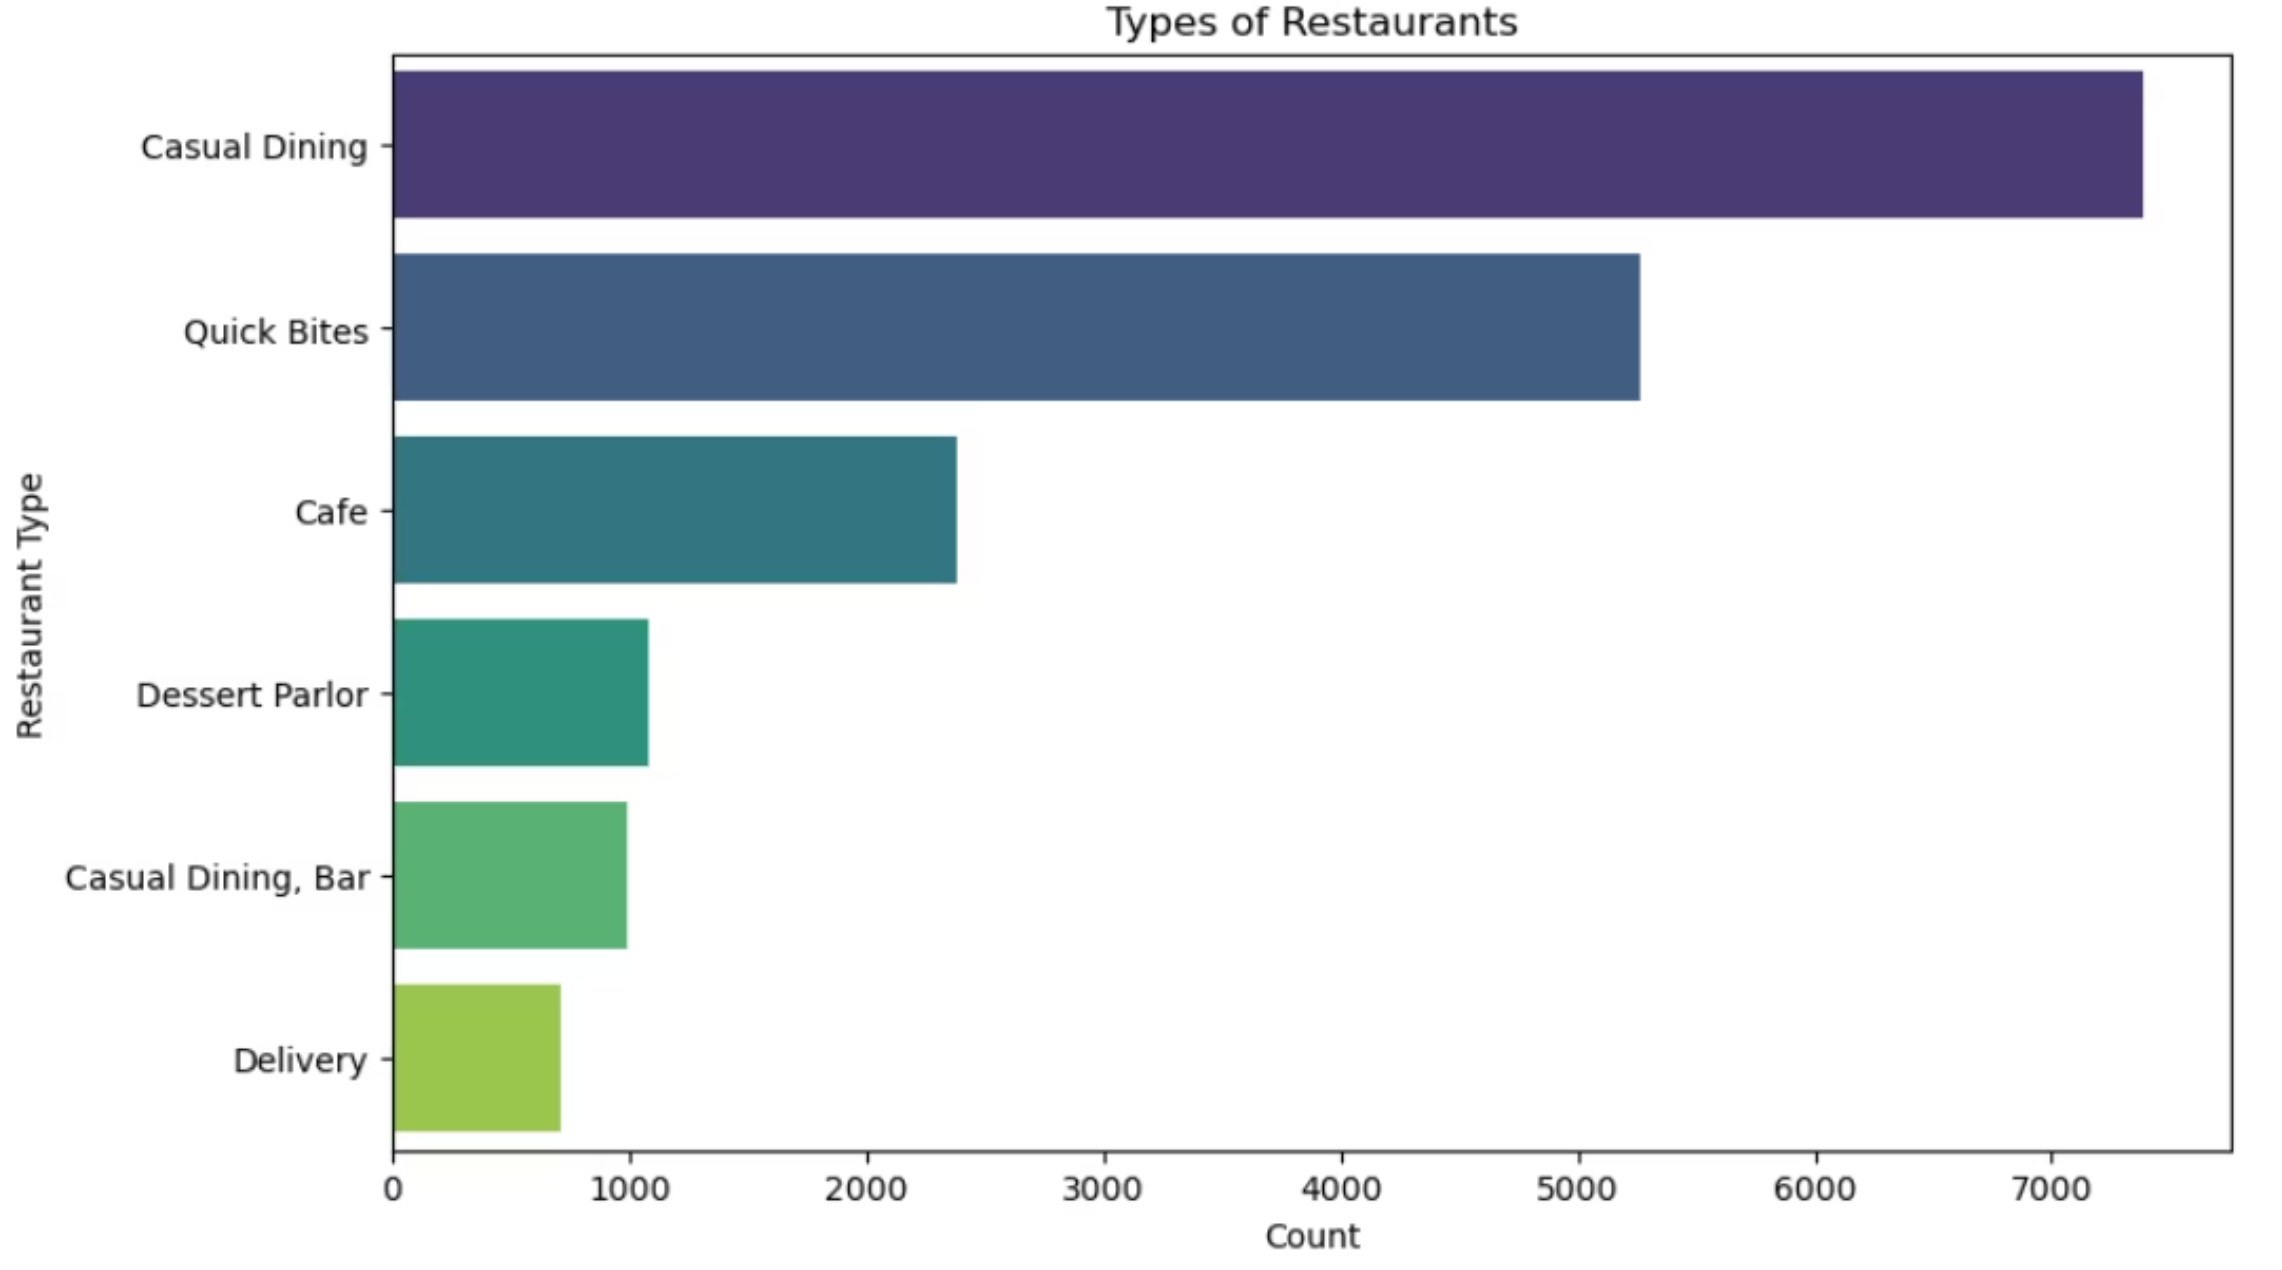 Types of Restaurants
Casual Dining
Quick Bites
Cafe
Dessert Parlor
Casual Dining, Bar
Delivery
Restaurant Type
0 1000 2000 3000 4000 5000 6000 7000
Count